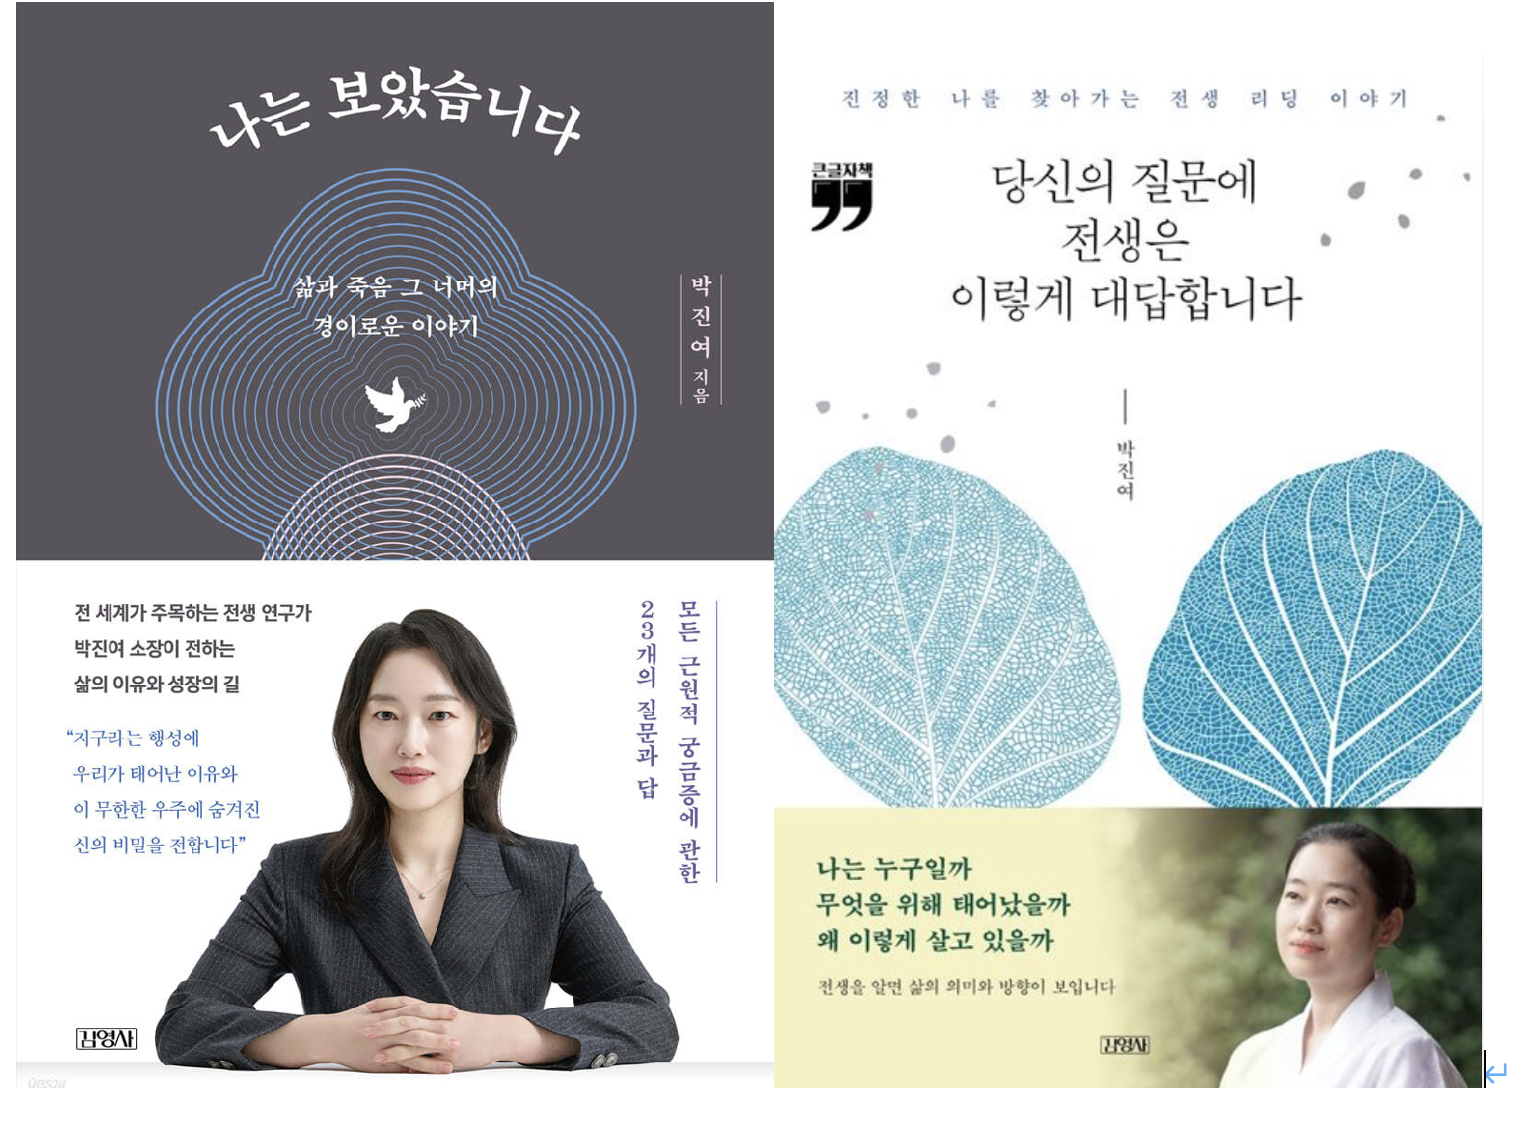 나는 보았습니다
삶과 죽음 그 너머의
경이로운 이야기
박진여 지음
전 세계가 주목하는 전생 연구가
박진여 소장이 전하는
삶의 이유와 성장의 길
“지구라는 행성에
우리가 태어난 이유와
이 무한한 우주에 숨겨진
신의 비밀을 전합니다”
모든 근원적 궁금증에 관한
23개의 질문과 답
김영사
yes24
진정한 나를 찾아가는 전생 리딩 이야기
큰글자책
당신의 질문에
전생은
이렇게 대답합니다
박진여
나는 누구일까
무엇을 위해 태어났을까
왜 이렇게 살고 있을까
전생을 알면 삶의 의미와 방향이 보입니다
김영사